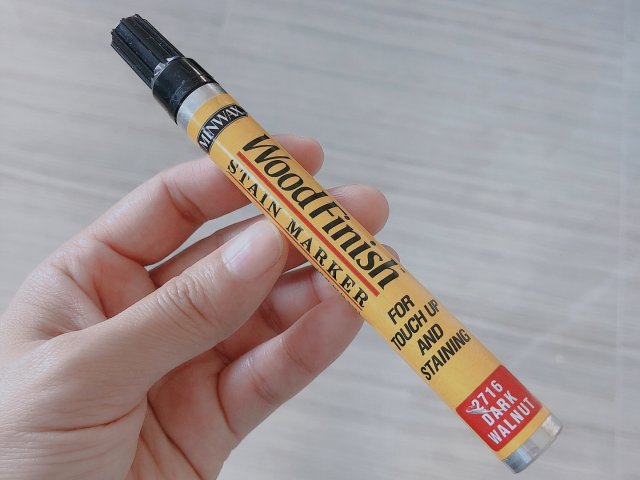 MINWAX
Wood Finish
STAIN MARKER
FOR
TOUCH UP
AND
STAINING
2716
DARK
WALNUT